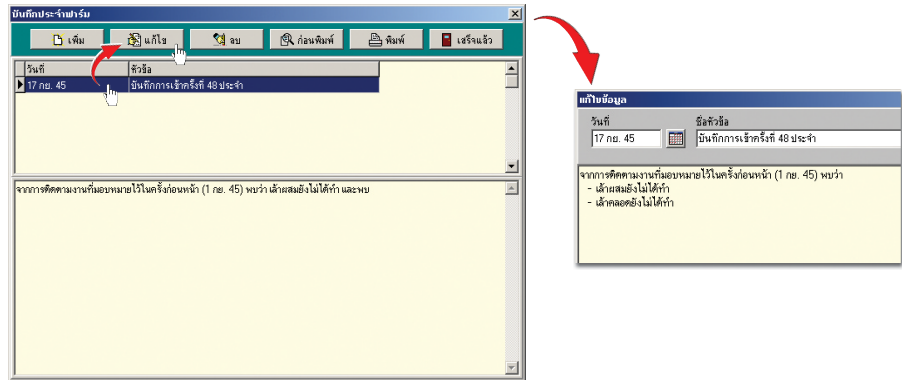 บันทึกประจำฟาร์ม
เพิ่ม แก้ไข ลบ ก่อนพิมพ์ พิมพ์ เสร็จแล้ว
วันที่ หัวข้อ
17 กย. 45 บันทึกการเข้าครั้งที่ 48 ประจำ
จากการติดตามงานที่มอบหมายไว้ในครั้งก่อนหน้า (1 กย. 45) พบว่า เล้าผสมยังไม่ได้ทำ และพบ
แก้ไขข้อมูล
วันที่ ชื่อหัวข้อ
17 กย. 45 บันทึกการเข้าครั้งที่ 48 ประจำ
จากการติดตามงานที่มอบหมายไว้ในครั้งก่อนหน้า (1 กย. 45) พบว่า
- เล้าผสมยังไม่ได้ทำ
- เล้าคลอดยังไม่ได้ทำ